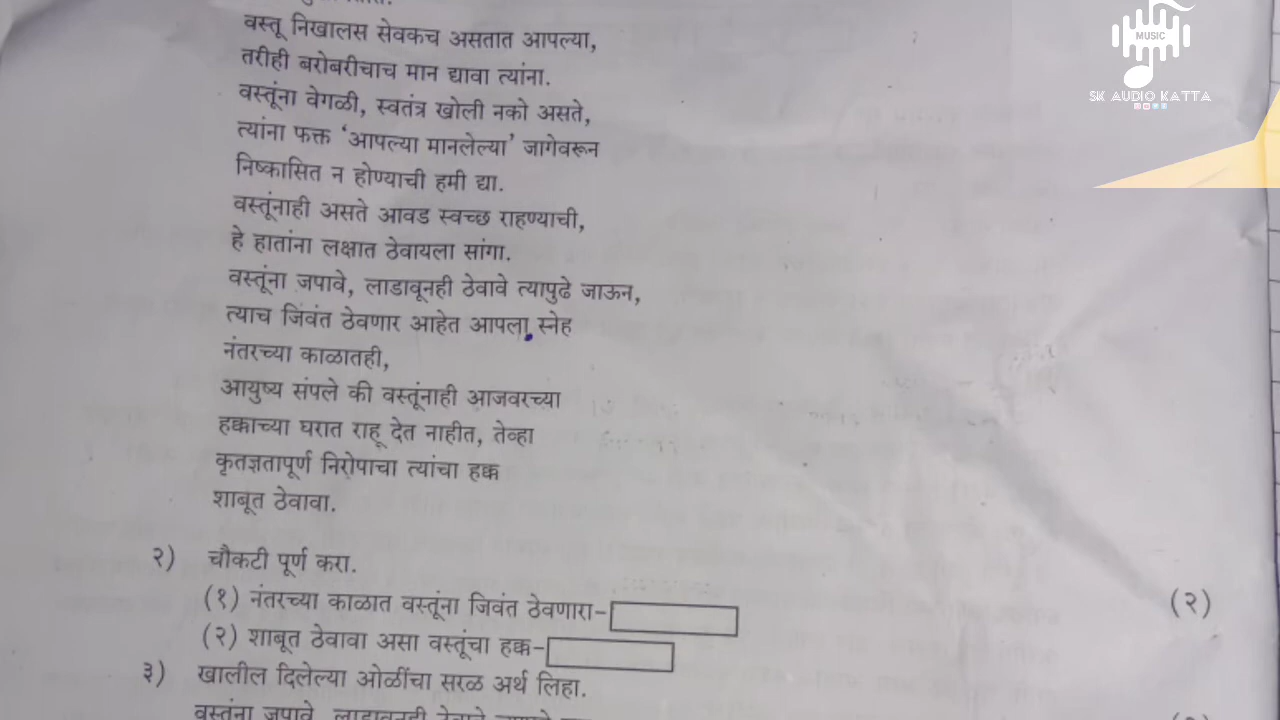 वस्तू निखालस सेवकच असतात आपल्या,
तरीही बरोबरीचाच मान द्यावा त्यांना.
वस्तूंना वेगळी, स्वतंत्र खोली नको असते,
त्यांना फक्त ‘आपल्या मानलेल्या’ जागेवरून
निष्कासित न होण्याची हमी द्या.
वस्तूंनाही असते आवड स्वच्छ राहण्याची,
हे हातांना लक्षात ठेवायला सांगा.
वस्तूंना जपावे, लाडावूनही ठेवावे त्यापुढे जाऊन,
त्याच जिवंत ठेवणार आहेत आपला स्नेह
नंतरच्या काळातही,
आयुष्य संपले की वस्तूंनाही आजवरच्या
हक्काच्या घरात राहू देत नाहीत, तेव्हा
कृतज्ञतापूर्ण निरोपाचा त्यांचा हक्क
शाबूत ठेवावा.
२) चौकटी पूर्ण करा.
(१) नंतरच्या काळात वस्तूंना जिवंत ठेवणारा-
(२)
(२) शाबूत ठेवावा असा वस्तूंचा हक्क-
३) खालील दिलेल्या ओळींचा सरळ अर्थ लिहा.
वस्तूंना जपावे, लाडावूनही ठेवावे
MUSIC
SK AUDIO KATTA